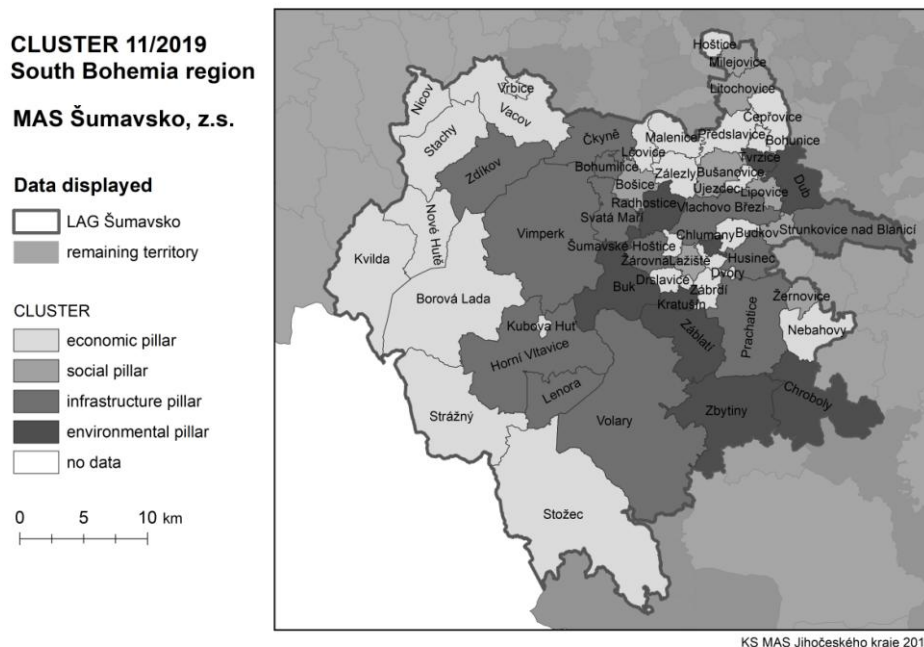 CLUSTER 11/2019
South Bohemia region
MAS Šumavsko, z.s.
Data displayed
LAG Šumavsko
remaining territory
CLUSTER
economic pillar
social pillar
infrastructure pillar
environmental pillar
no data
0 5 10 km
Hoštice
Milejovice
Litochovice
Nicov
Vrbice
Vacov
Čepřovice
Stachy
Čkyně
Malenice
Předslavice
Bohunice
Lčovice
Tvrzice
Zdíkov
Bohumilice
Zálezly
Bušanovice
Dub
Bošice
Újezdec
Lipovice
Radhostice
Vlachovo Březí
Nové Hutě
Svatá Maří
Strunkovice nad Blanicí
Vimperk
Chlumany
Budkov
Šumavské Hoštice
Kvilda
Žárovná
Lažiště
Husinec
Drslavice
Dvory
Buk
Zábrdí
Borová Lada
Kratušín
Žernovice
Kubova Huť
Záblatí
Prachatice
Nebahovy
Horní Vltavice
Lenora
Chroboly
Strážný
Volary
Zbytiny
Stožec
KS MAS Jihočeského kraje 201